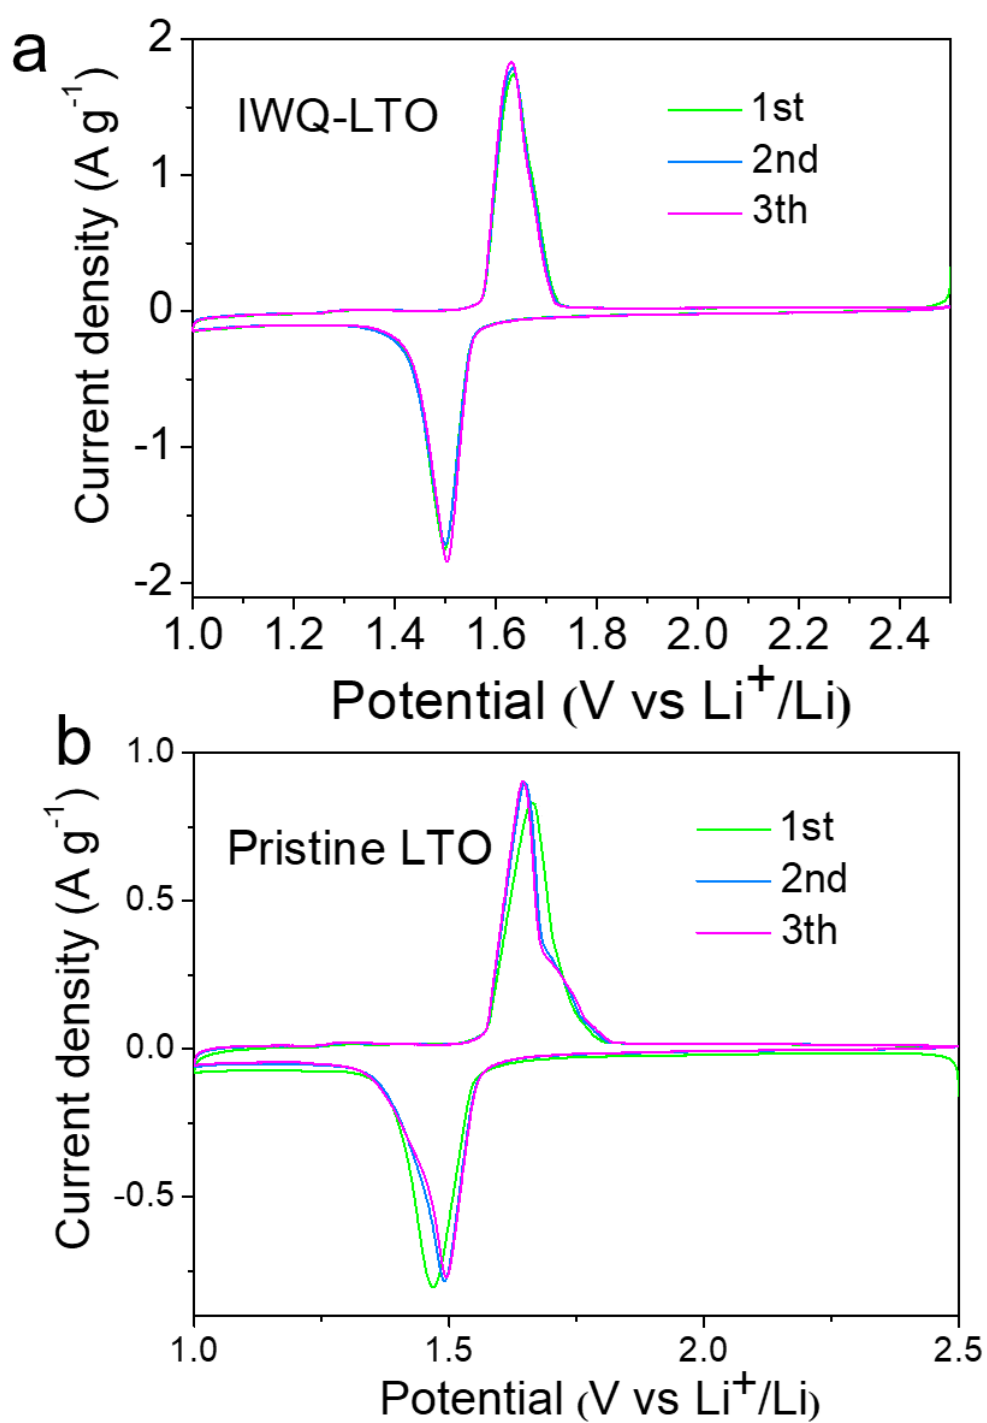 a
2
1
0
-1
-2
Current density (A g⁻¹)
IWQ-LTO
1st
2nd
3th
1.0 1.2 1.4 1.6 1.8 2.0 2.2 2.4
Potential (V vs Li⁺/Li)
b
1.0
0.5
0.0
-0.5
Current density (A g⁻¹)
Pristine LTO
1st
2nd
3th
1.0 1.5 2.0 2.5
Potential (V vs Li⁺/Li)